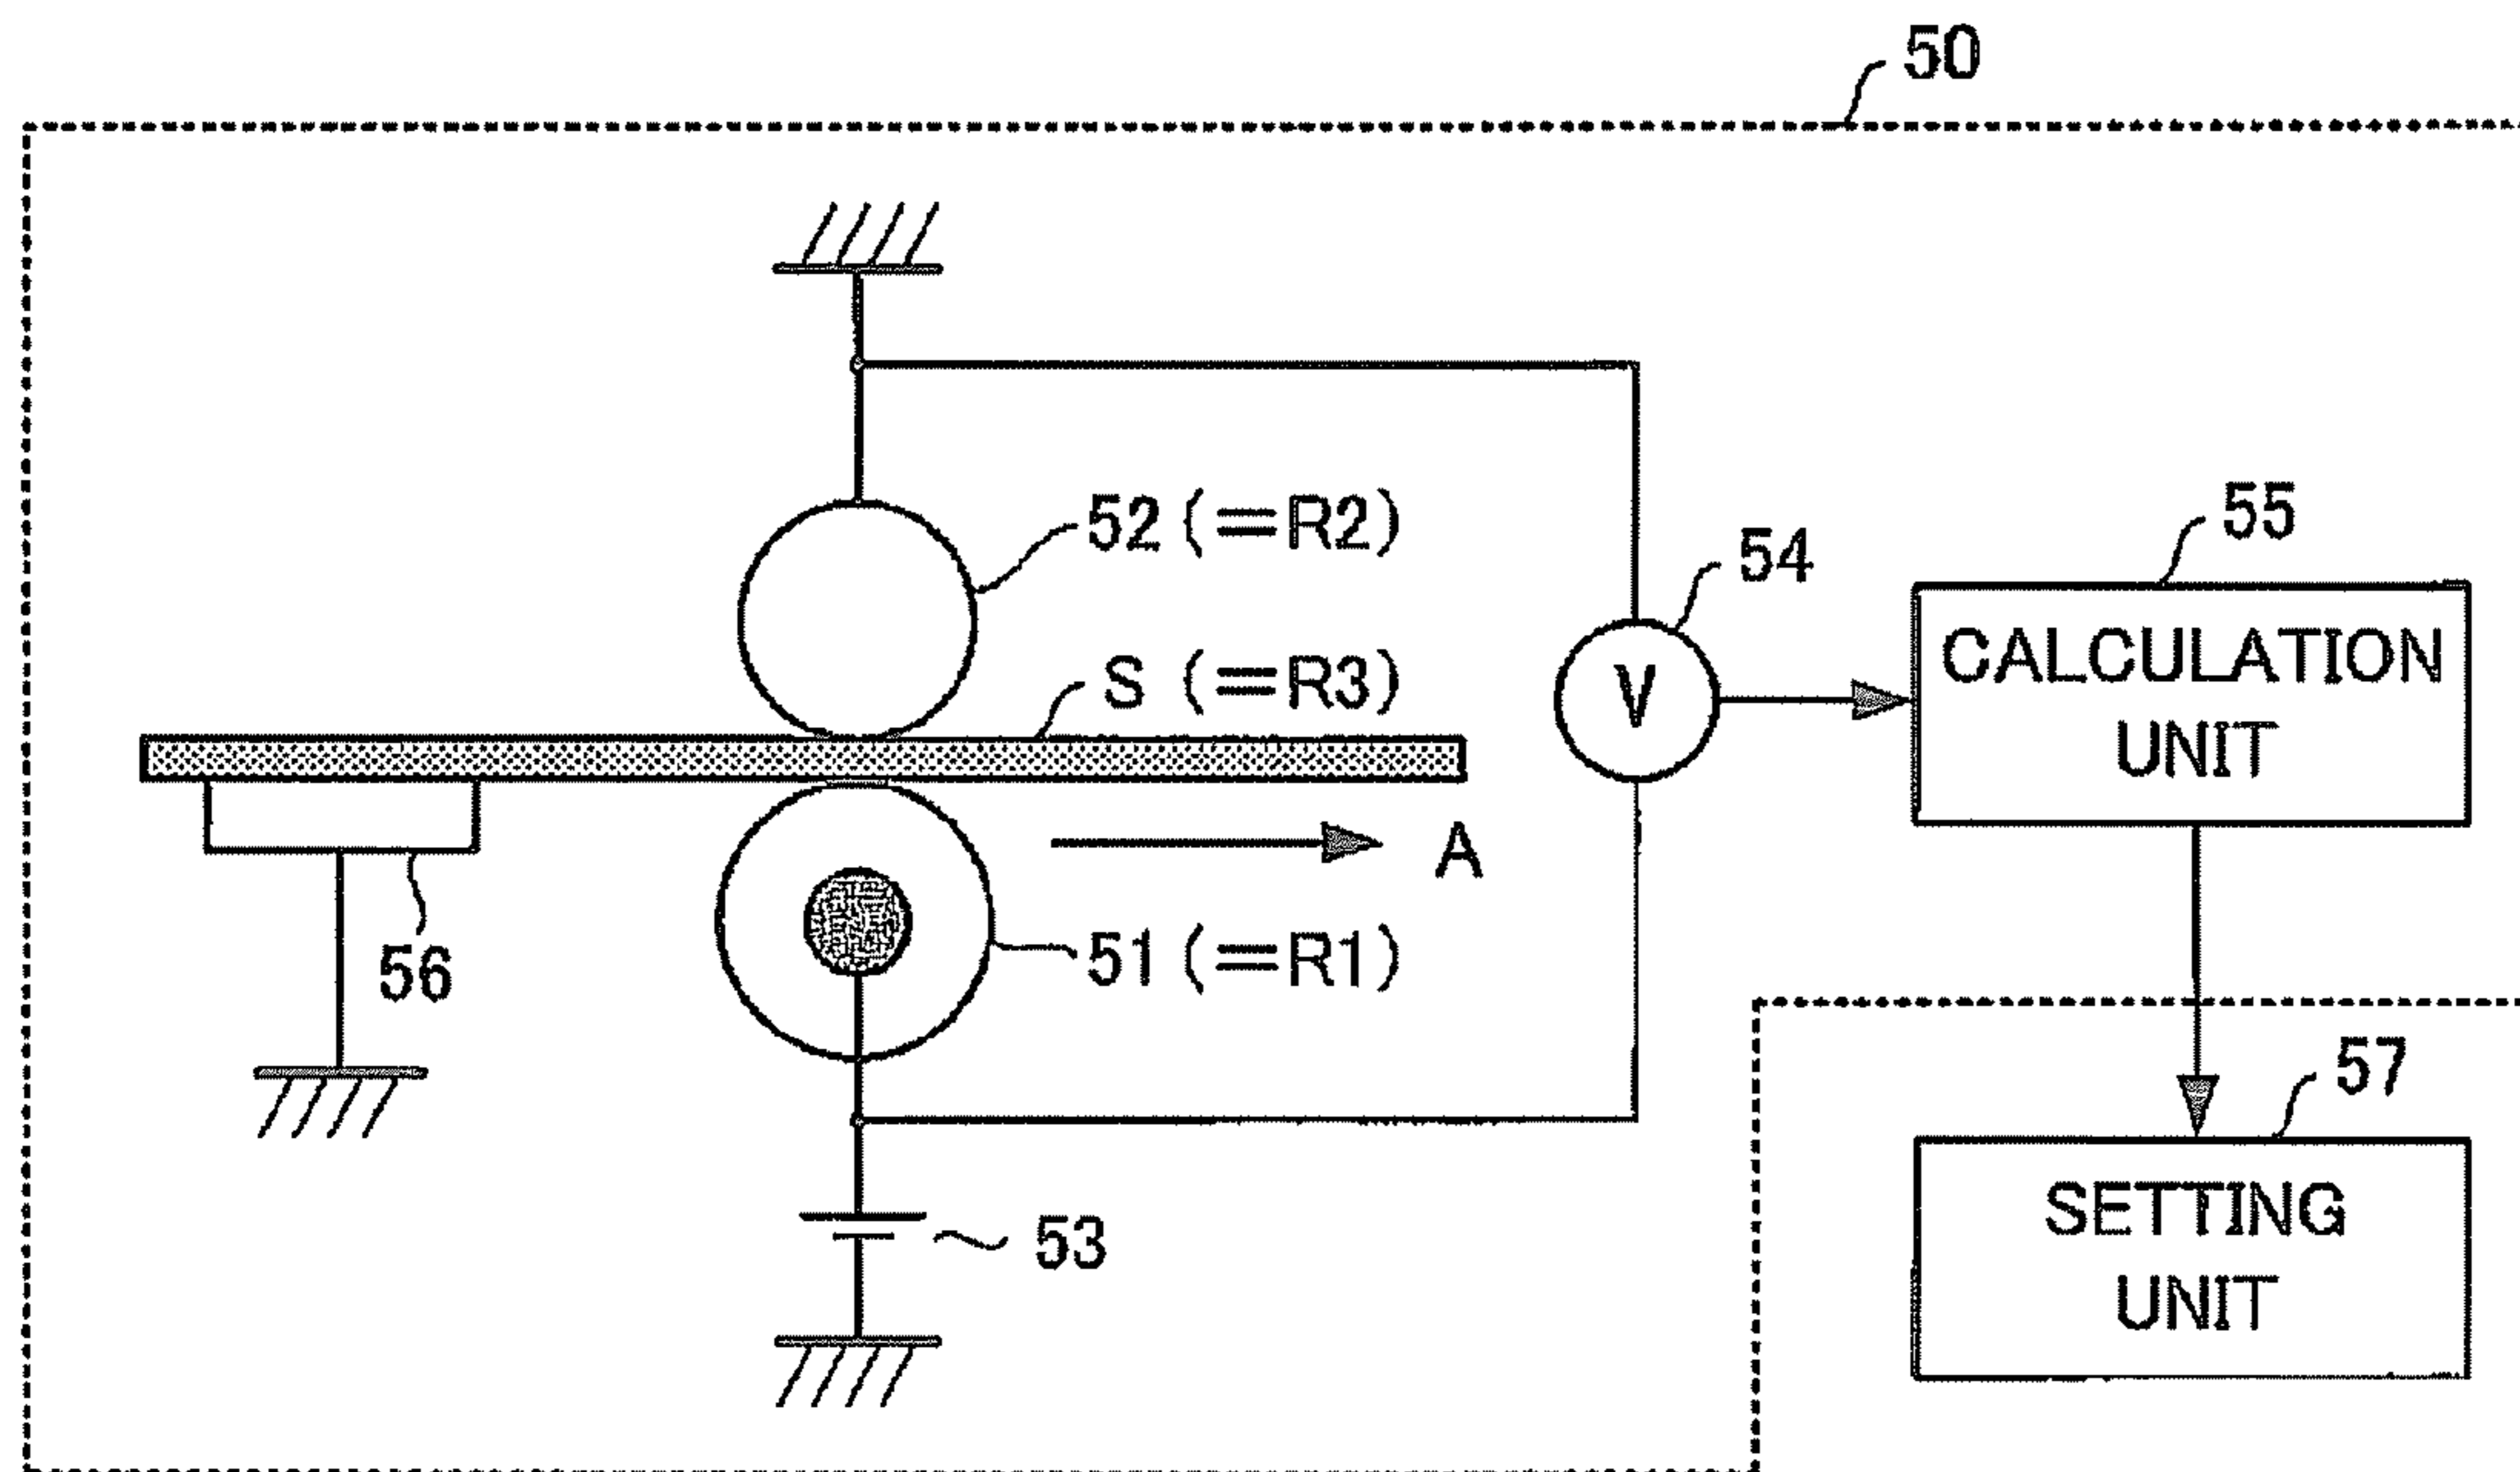 50
52 (=R2)
55
54
S (=R3)
V
CALCULATION
UNIT
A
51 (=R1)
56
57
53
SETTING
UNIT